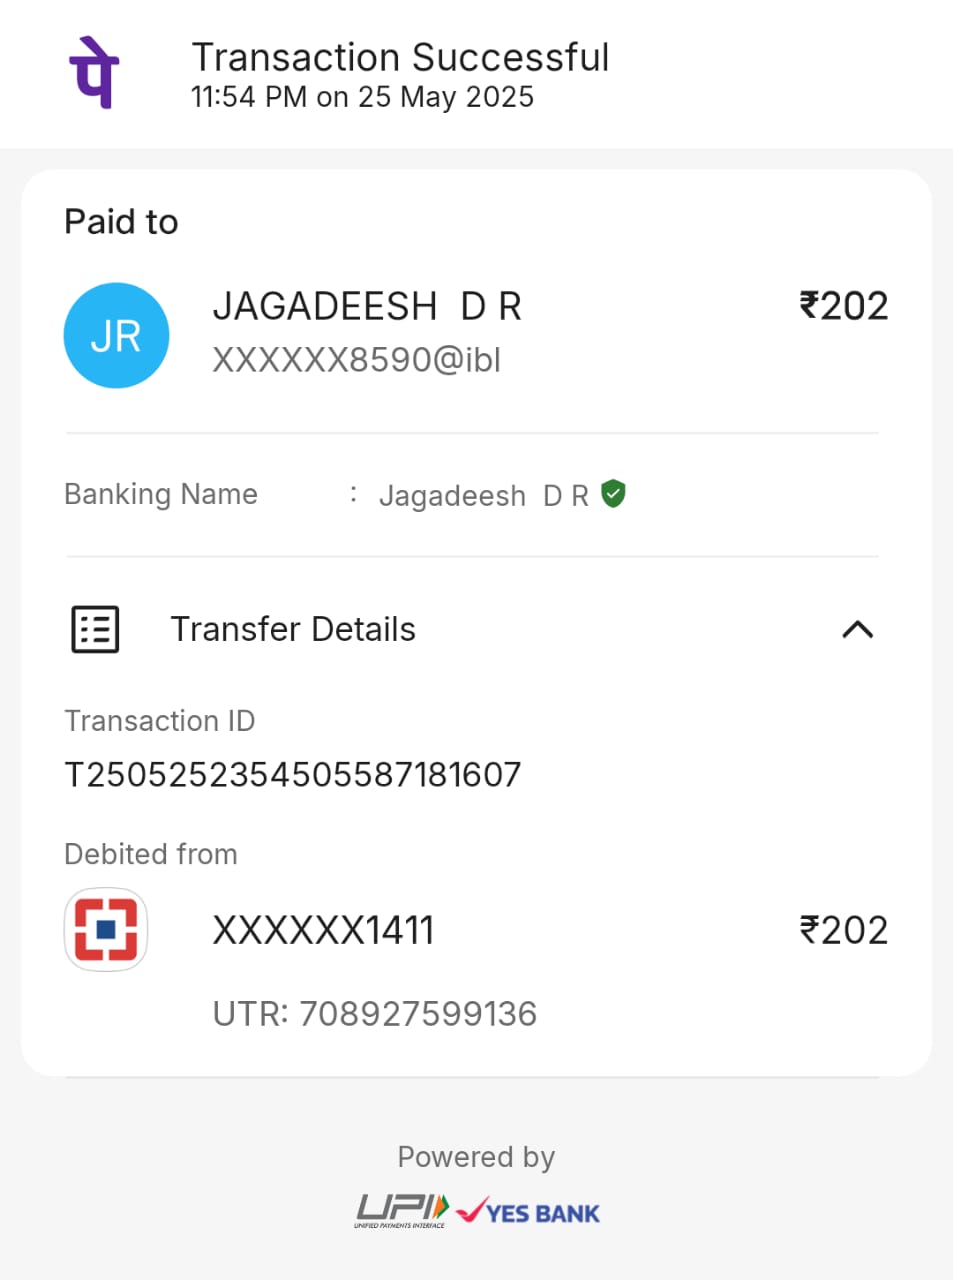 पे
Transaction Successful
11:54 PM on 25 May 2025
Paid to
JR
JAGADEESH D R
₹202
XXXXXX8590@ibl
Banking Name : Jagadeesh D R
Transfer Details
Transaction ID
T2505252354505587181607
Debited from
XXXXXX1411
₹202
UTR: 708927599136
Powered by
UPI
UNIFIED PAYMENTS INTERFACE
YES BANK